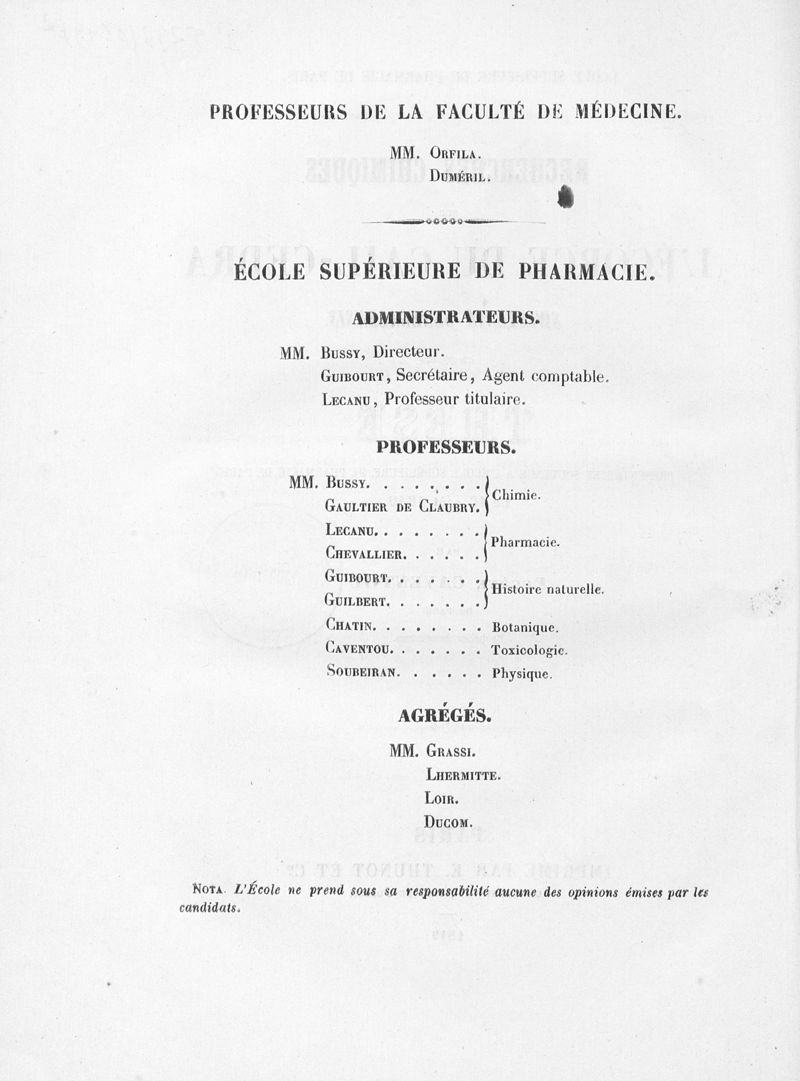 PROFESSEURS DE LA FACULTÉ DE MÉDECINE.
MM. ORFILA.
DUMÉRIL.
ÉCOLE SUPÉRIEURE DE PHARMACIE.
ADMINISTRATEURS.
MM. BUSSY, Directeur.
GUIBOURT, Secrétaire, Agent comptable.
LECANU, Professeur titulaire.
PROFESSEURS.
MM. BUSSY. . . . . . . .
GAULTIER DE CLAUBRY. } Chimie.
LECANU. . . . . . . .
CHEVALLIER. . . . . . } Pharmacie.
GUIBOURT. . . . . . .
GUILBERT. . . . . . . } Histoire naturelle.
CHATIN. . . . . . . . Botanique.
CAVENTOU. . . . . . . Toxicologie.
SOUBEIRAN. . . . . . Physique.
AGRÉGÉS.
MM. GRASSI.
LHERMITTE.
LOIR.
DUCOM.
NOTA. L'École ne prend sous sa responsabilité aucune des opinions émises par les
candidats.